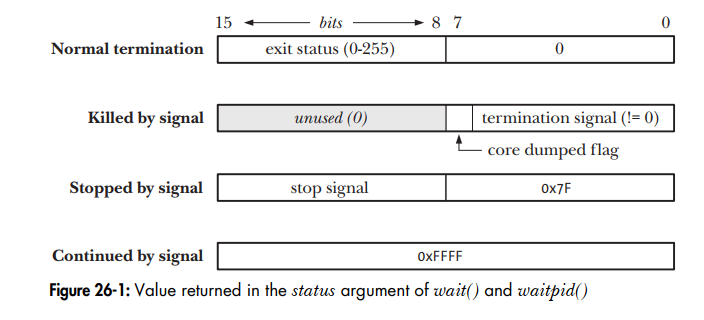 15 bits 8 7 0
Normal termination exit status (0-255) 0
Killed by signal unused (0) termination signal (!= 0)
core dumped flag
Stopped by signal stop signal 0x7F
Continued by signal 0xFFFF
Figure 26-1: Value returned in the status argument of wait() and waitpid()